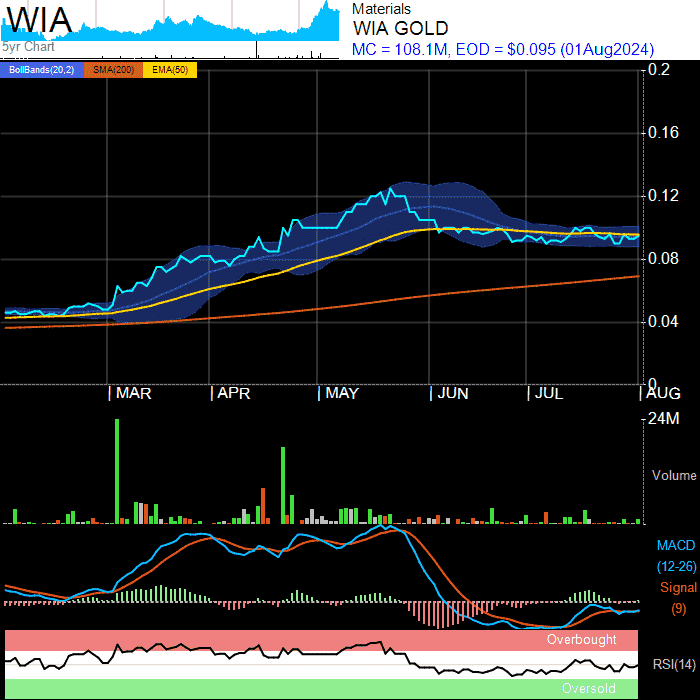 WIA
5yr Chart
Materials
WIA GOLD
MC = 108.1M, EOD = $0.095 (01Aug2024)
BollBands(20,2) SMA(200) EMA(50)
0.2
0.16
0.12
0.08
0.04
0
MAR APR MAY JUN JUL AUG
24M
Volume
MACD
(12-26)
Signal
(9)
Overbought
RSI(14)
Oversold